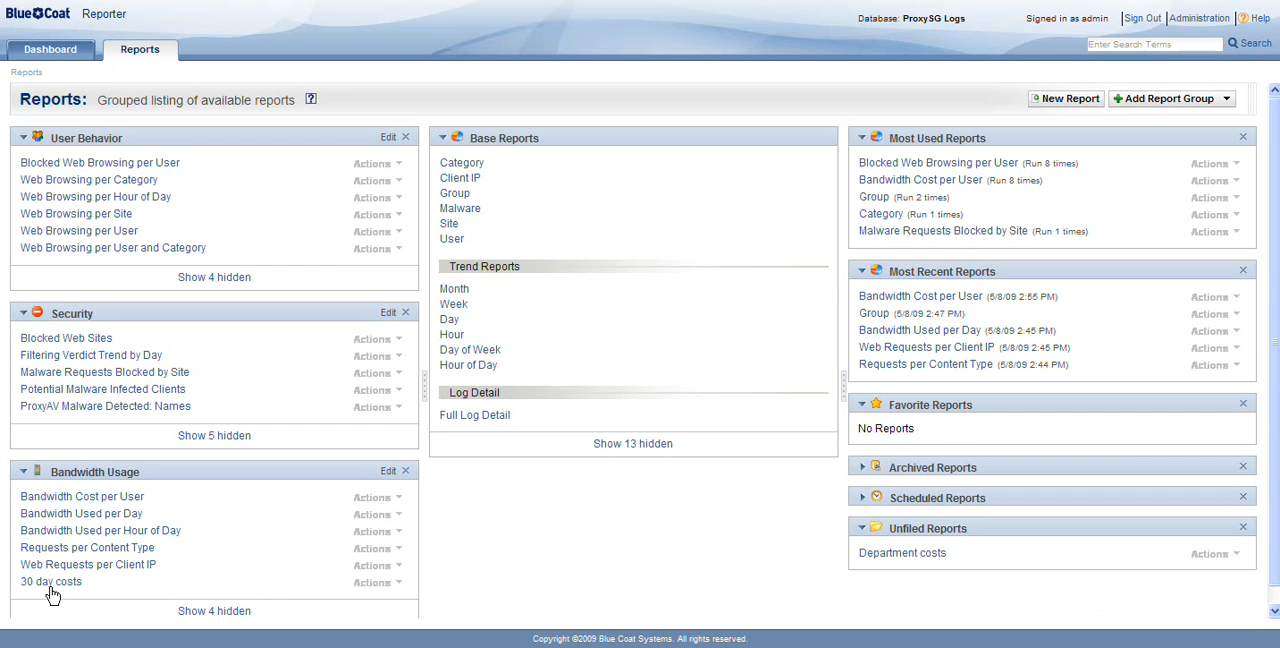 Blue Coat Reporter
Database: ProxySG Logs
Signed in as admin Sign Out Administration Help
Dashboard Reports
Enter Search Terms Search
Reports
Reports: Grouped listing of available reports ?
New Report Add Report Group
User Behavior Edit
Blocked Web Browsing per User Actions
Web Browsing per Category Actions
Web Browsing per Hour of Day Actions
Web Browsing per Site Actions
Web Browsing per User Actions
Web Browsing per User and Category Actions
Show 4 hidden
Security Edit
Blocked Web Sites Actions
Filtering Verdict Trend by Day Actions
Malware Requests Blocked by Site Actions
Potential Malware Infected Clients Actions
ProxyAV Malware Detected: Names Actions
Show 5 hidden
Bandwidth Usage Edit
Bandwidth Cost per User Actions
Bandwidth Used per Day Actions
Bandwidth Used per Hour of Day Actions
Requests per Content Type Actions
Web Requests per Client IP Actions
30 day costs Actions
Show 4 hidden
Base Reports
Category
Client IP
Group
Malware
Site
User
Trend Reports
Month
Week
Day
Hour
Day of Week
Hour of Day
Log Detail
Full Log Detail
Show 13 hidden
Most Used Reports
Blocked Web Browsing per User (Run 8 times) Actions
Bandwidth Cost per User (Run 8 times) Actions
Group (Run 2 times) Actions
Category (Run 1 times) Actions
Malware Requests Blocked by Site (Run 1 times) Actions
Most Recent Reports
Bandwidth Cost per User (5/8/09 2:55 PM) Actions
Group (5/8/09 2:47 PM) Actions
Bandwidth Used per Day (5/8/09 2:45 PM) Actions
Web Requests per Client IP (5/8/09 2:45 PM) Actions
Requests per Content Type (5/8/09 2:44 PM) Actions
Favorite Reports
No Reports
Archived Reports
Scheduled Reports
Unfiled Reports
Department costs Actions
Copyright ©2009 Blue Coat Systems. All rights reserved.